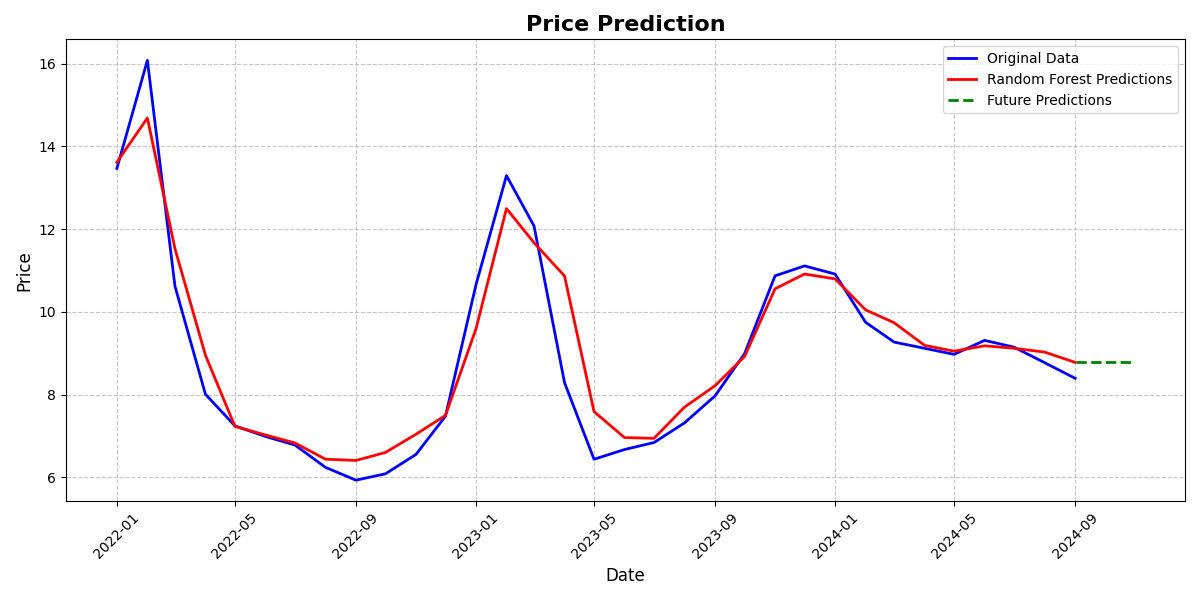 Price Prediction
Original Data
Random Forest Predictions
Future Predictions
Price
16
14
12
10
8
6
2022-01
2022-05
2022-09
2023-01
2023-05
2023-09
2024-01
2024-05
2024-09
Date